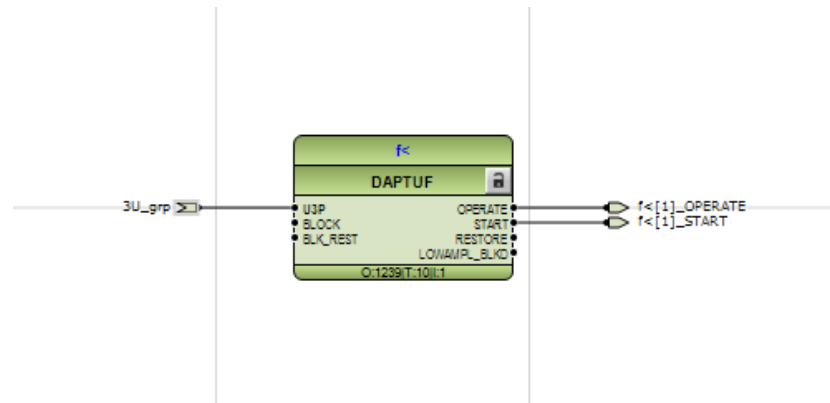 f<
DAPTUF
3U_grp
U3P OPERATE
BLOCK START
BLK_REST RESTORE
LOWAMPL_BLKD
O:1239|T:10|I:1
f<[1]_OPERATE
f<[1]_START